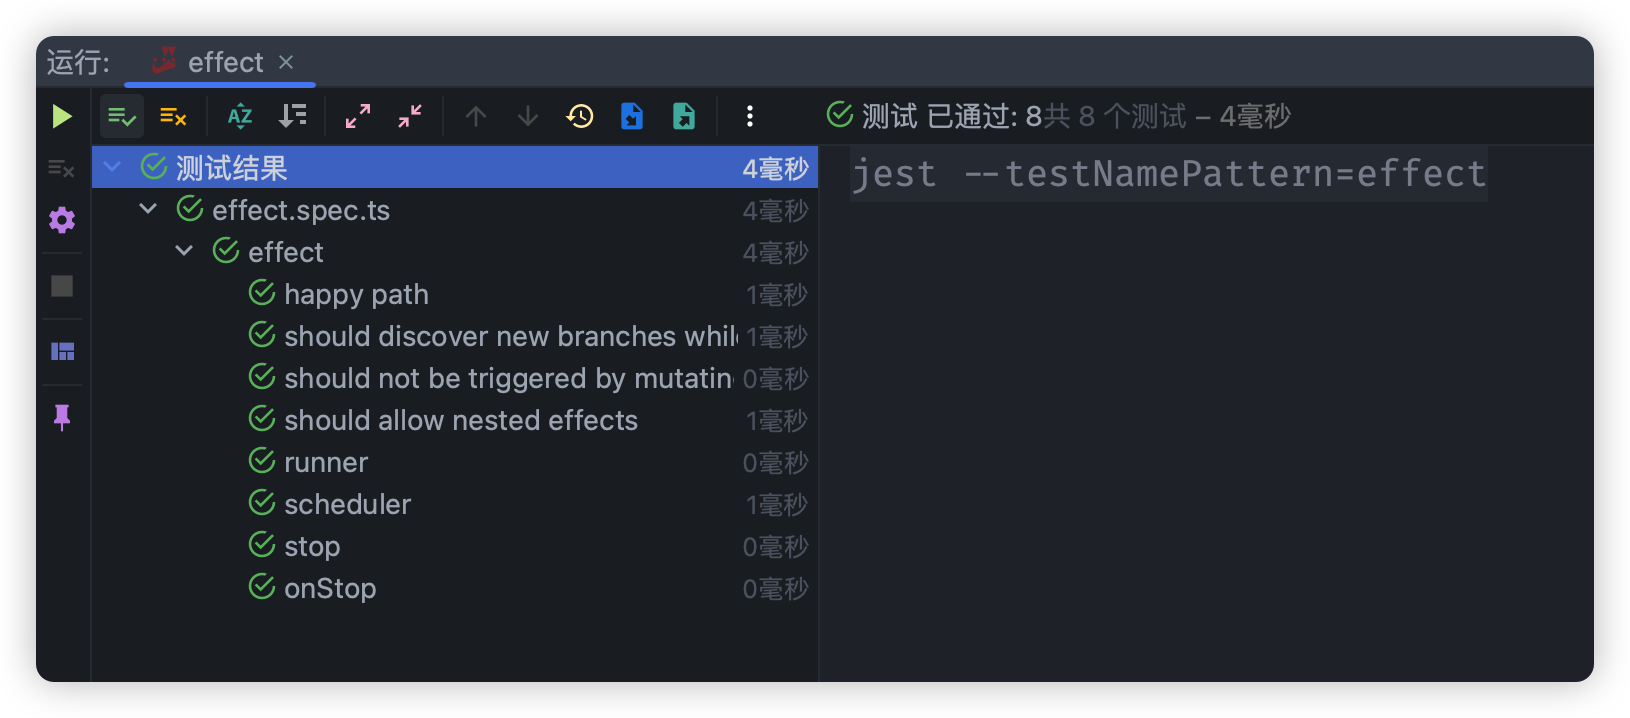 运行: effect ×
测试 已通过: 8共 8 个测试 – 4毫秒
测试结果 4毫秒
effect.spec.ts 4毫秒
effect 4毫秒
happy path 1毫秒
should discover new branches 1毫秒
should not be triggered by 0毫秒
should allow nested effects 1毫秒
runner 0毫秒
scheduler 1毫秒
stop 0毫秒
onStop 0毫秒
jest --testNamePattern=effect